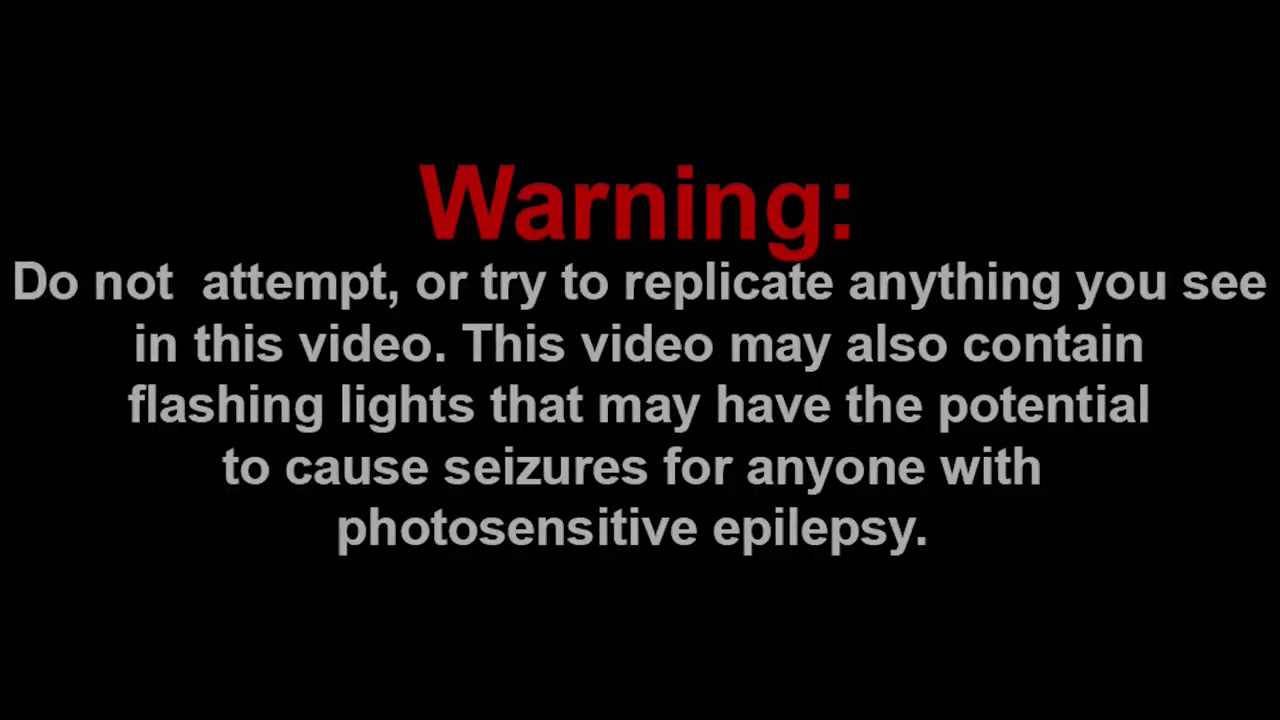 Warning:
Do not  attempt, or try to replicate anything you see
in this video. This video may also contain
flashing lights that may have the potential
to cause seizures for anyone with
photosensitive epilepsy.